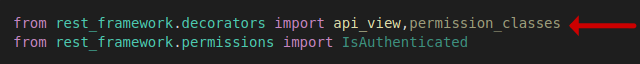 from rest_framework.decorators import api_view,permission_classes
from rest_framework.permissions import IsAuthenticated